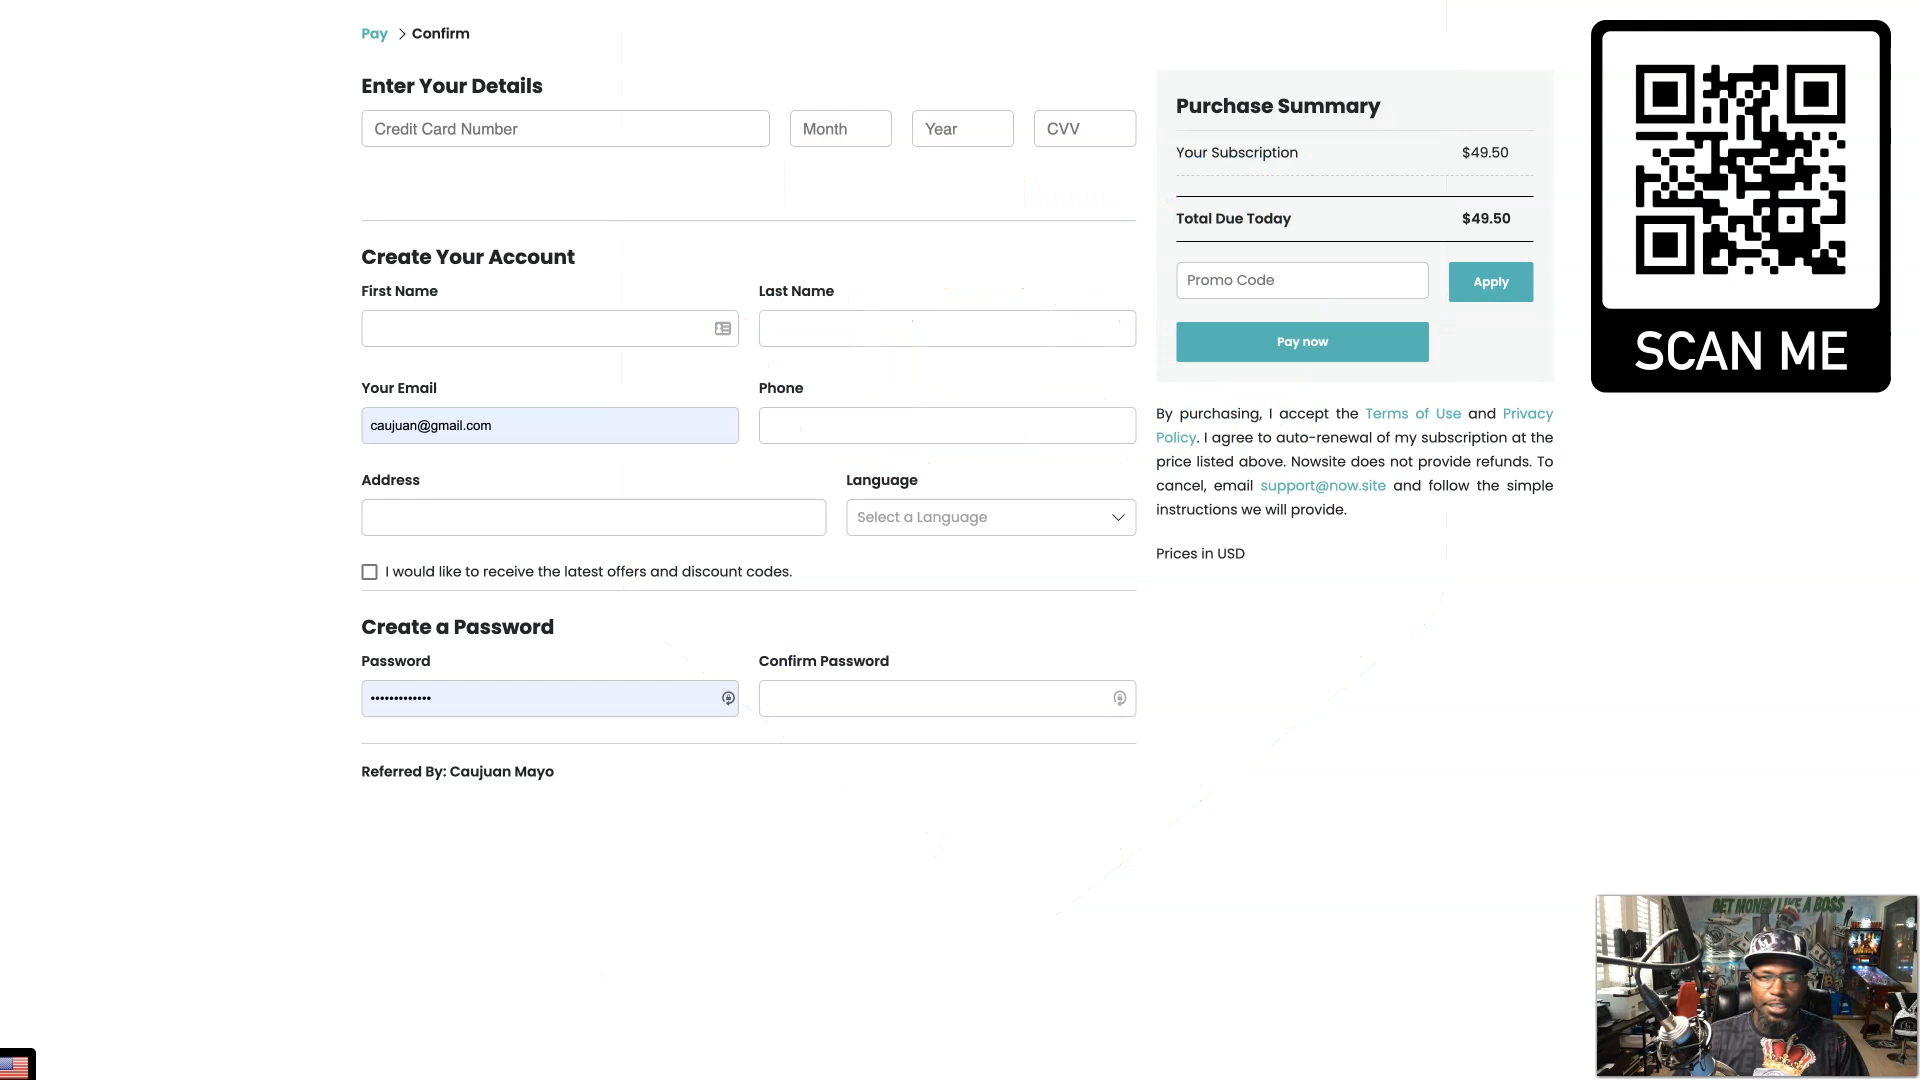 Pay > Confirm
Enter Your Details
Credit Card Number
Month
Year
CVV
Create Your Account
First Name
Last Name
Your Email
Phone
caujuan@gmail.com
Address
Language
Select a Language
I would like to receive the latest offers and discount codes.
Create a Password
Password
Confirm Password
•••••••••••••
Referred By: Caujuan Mayo
Purchase Summary
Your Subscription $49.50
Total Due Today $49.50
Promo Code
Apply
Pay now
By purchasing, I accept the Terms of Use and Privacy
Policy. I agree to auto-renewal of my subscription at the
price listed above. Nowsite does not provide refunds. To
cancel, email support@now.site and follow the simple
instructions we will provide.
Prices in USD
SCAN ME
GET MONEY LIKE A BOSS